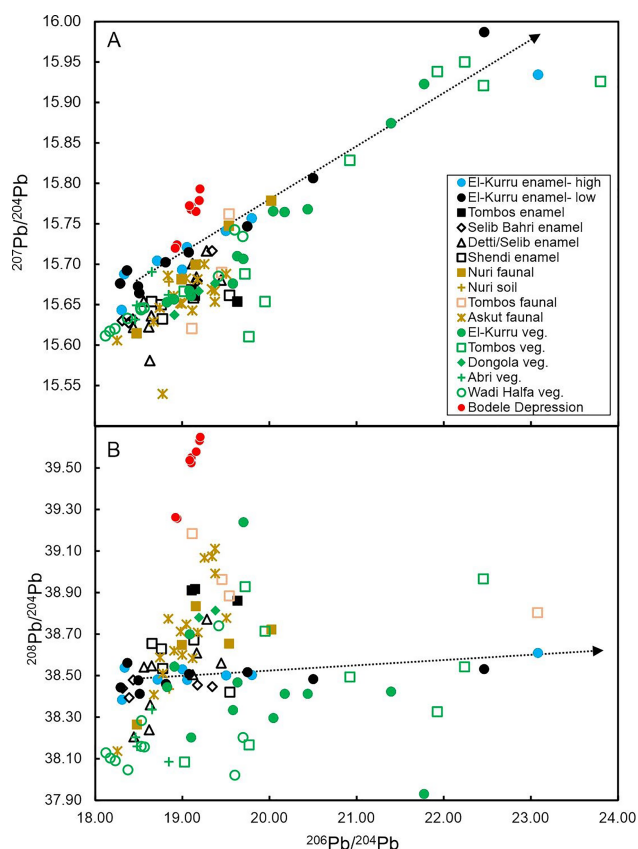 16.00
A
15.95
15.90
15.80
15.75
15.70
15.65
15.60
15.55
207Pb/204Pb
El-Kurru enamel- high
El-Kurru enamel- low
Tombos enamel
Selib Bahri enamel
Detti/Selib enamel
Shendi enamel
Nuri faunal
Nuri soil
Tombos faunal
Askut faunal
El-Kurru veg.
Tombos veg.
Dongola veg.
Abri veg.
Wadi Halfa veg.
Bodele Depression
B
39.50
39.30
39.10
38.90
38.70
38.50
38.30
38.10
37.90
208Pb/204Pb
18.00 19.00 20.00 21.00 22.00 23.00 24.00
206Pb/204Pb